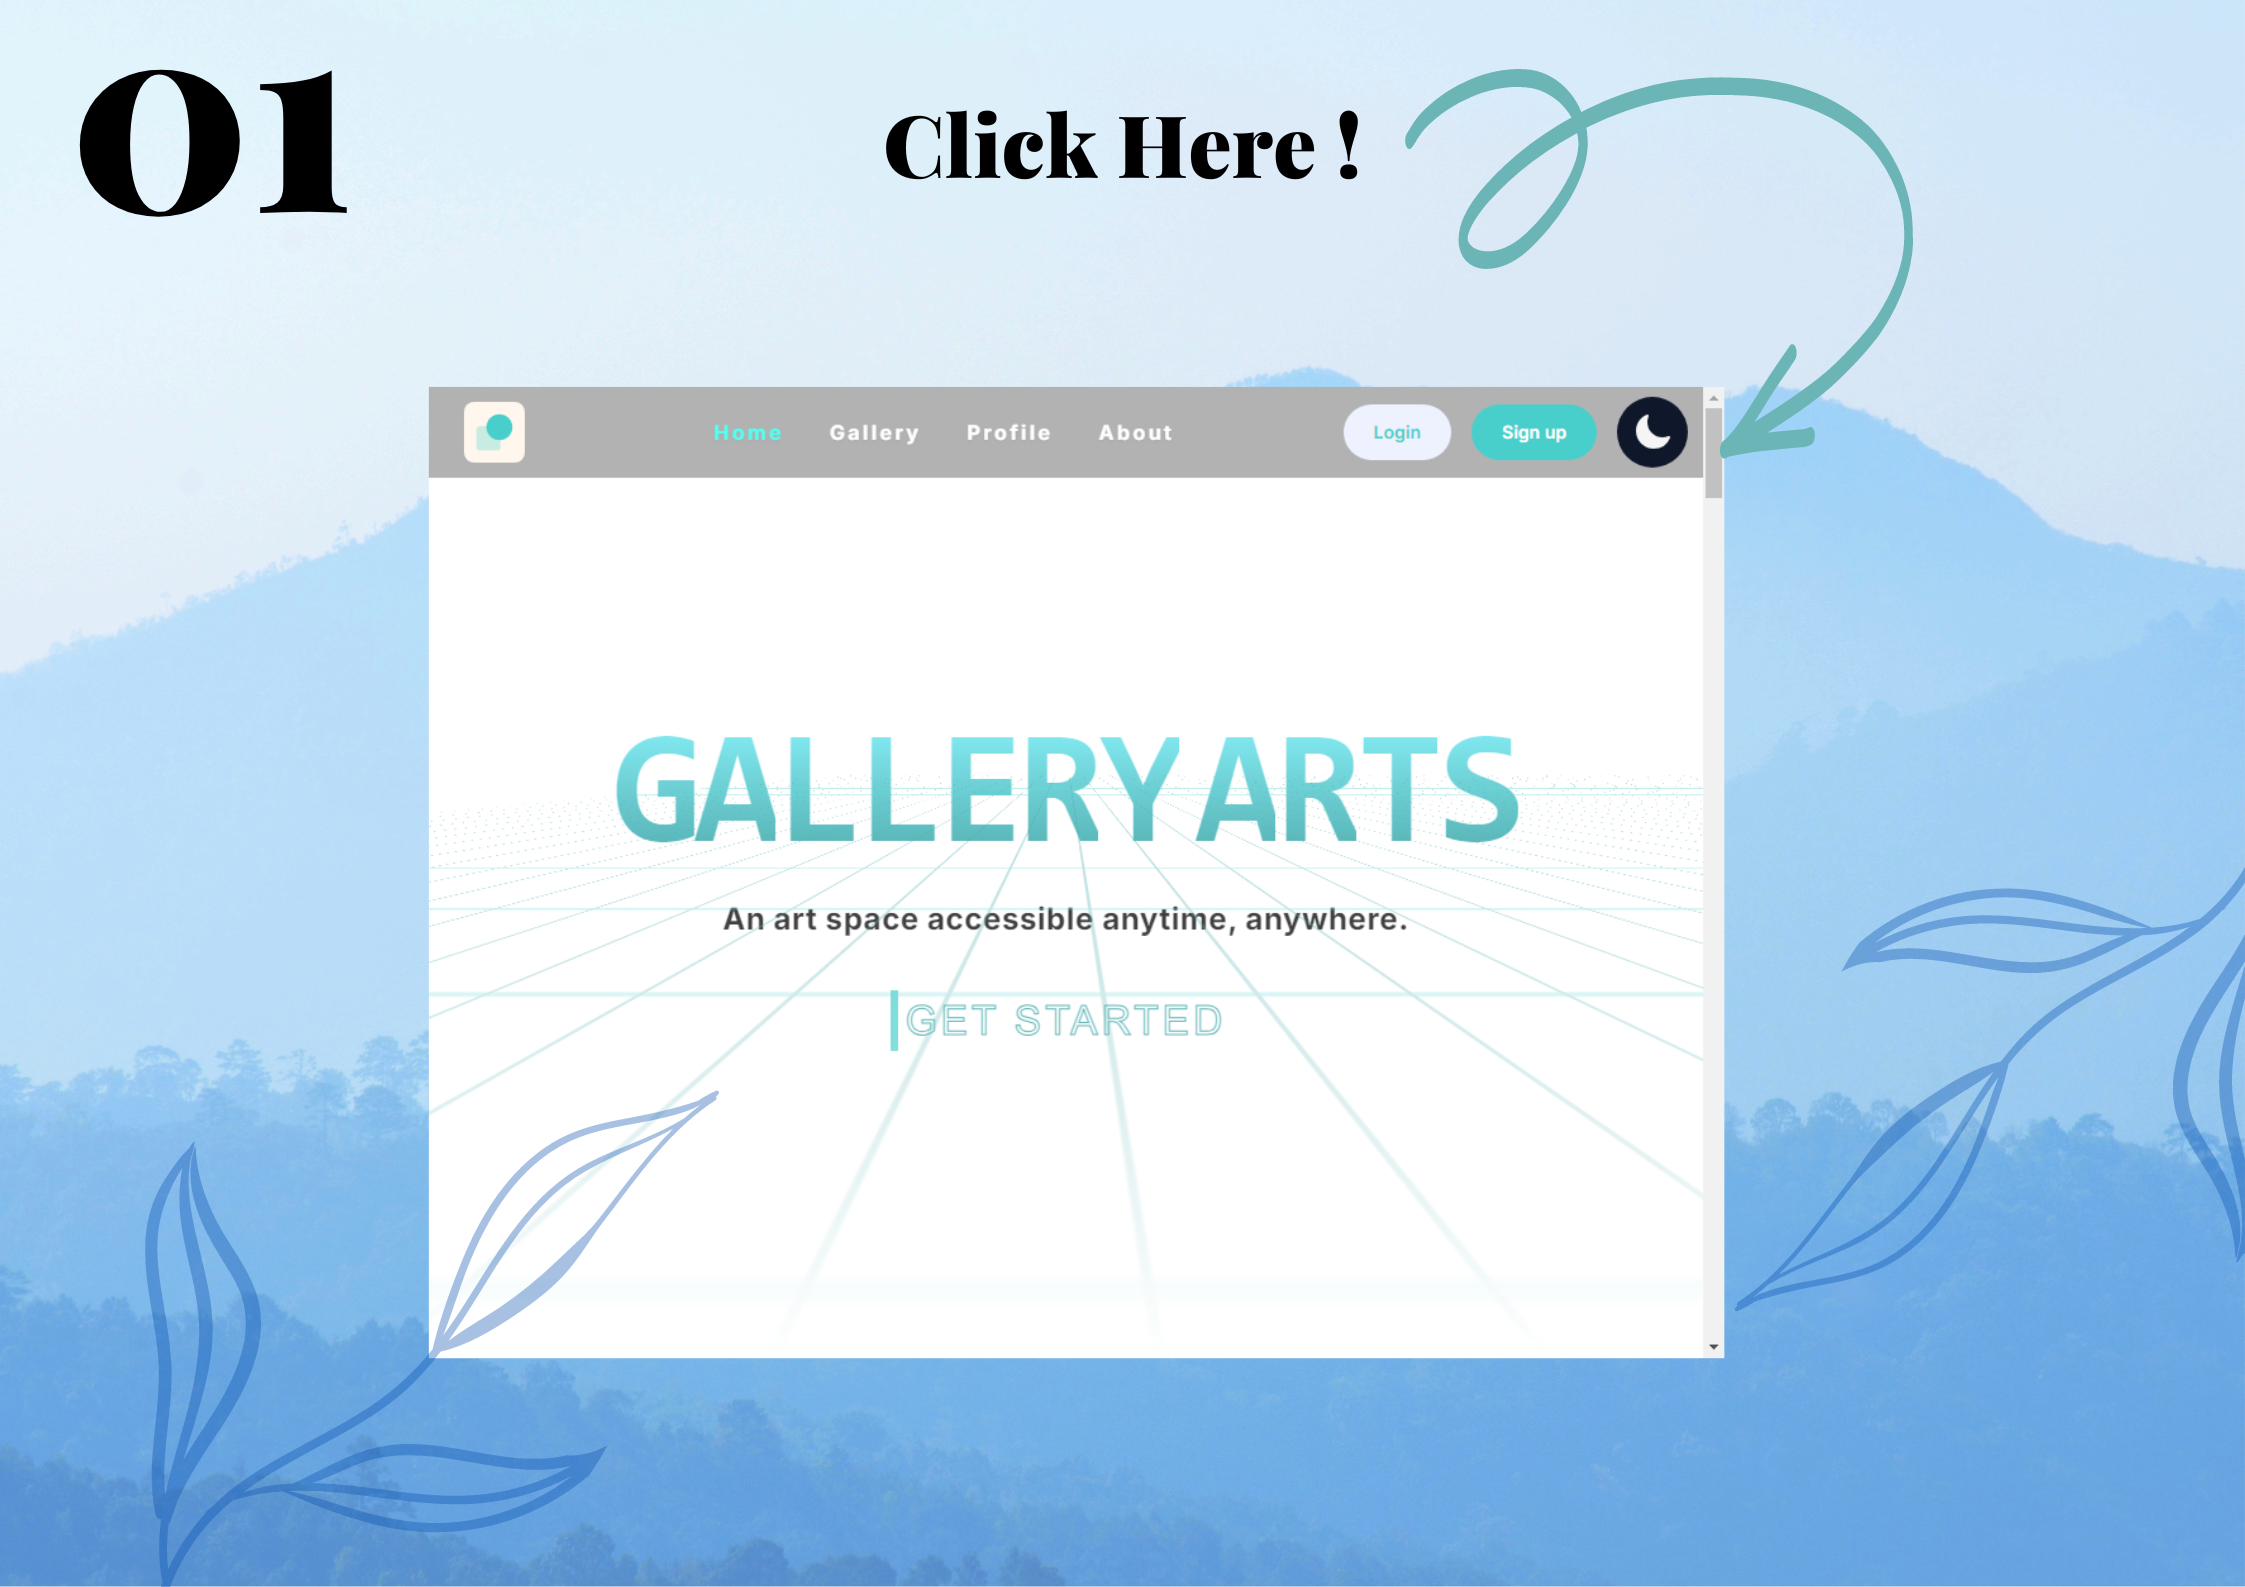 01
Click Here !
Home Gallery Profile About Login Sign up
GALLERY ARTS
An art space accessible anytime, anywhere.
GET STARTED